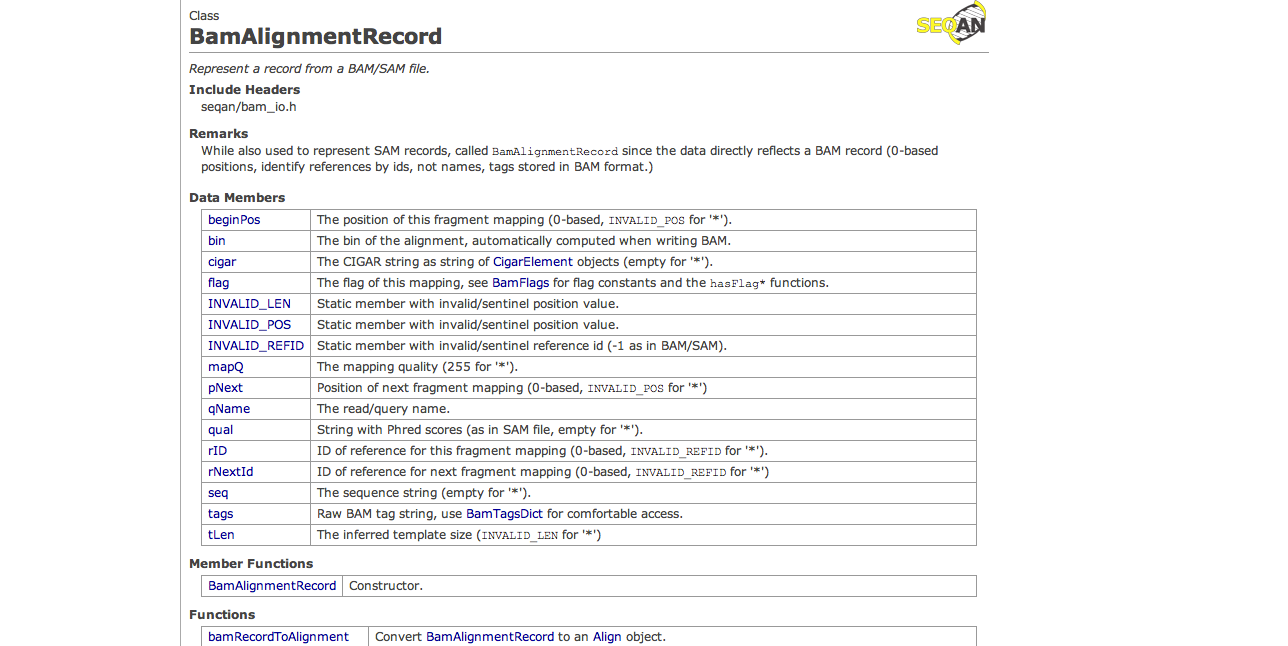 Class
SEQAN
BamAlignmentRecord
Represent a record from a BAM/SAM file.
Include Headers
seqan/bam_io.h
Remarks
While also used to represent SAM records, called BamAlignmentRecord since the data directly reflects a BAM record (0-based
positions, identify references by ids, not names, tags stored in BAM format.)
Data Members
beginPos The position of this fragment mapping (0-based, INVALID_POS for '*').
bin The bin of the alignment, automatically computed when writing BAM.
cigar The CIGAR string as string of CigarElement objects (empty for '*').
flag The flag of this mapping, see BamFlags for flag constants and the hasFlag* functions.
INVALID_LEN Static member with invalid/sentinel position value.
INVALID_POS Static member with invalid/sentinel position value.
INVALID_REFID Static member with invalid/sentinel reference id (-1 as in BAM/SAM).
mapQ The mapping quality (255 for '*').
pNext Position of next fragment mapping (0-based, INVALID_POS for '*')
qName The read/query name.
qual String with Phred scores (as in SAM file, empty for '*').
rID ID of reference for this fragment mapping (0-based, INVALID_REFID for '*').
rNextId ID of reference for next fragment mapping (0-based, INVALID_REFID for '*')
seq The sequence string (empty for '*').
tags Raw BAM tag string, use BamTagsDict for comfortable access.
tLen The inferred template size (INVALID_LEN for '*')
Member Functions
BamAlignmentRecord Constructor.
Functions
bamRecordToAlignment Convert BamAlignmentRecord to an Align object.